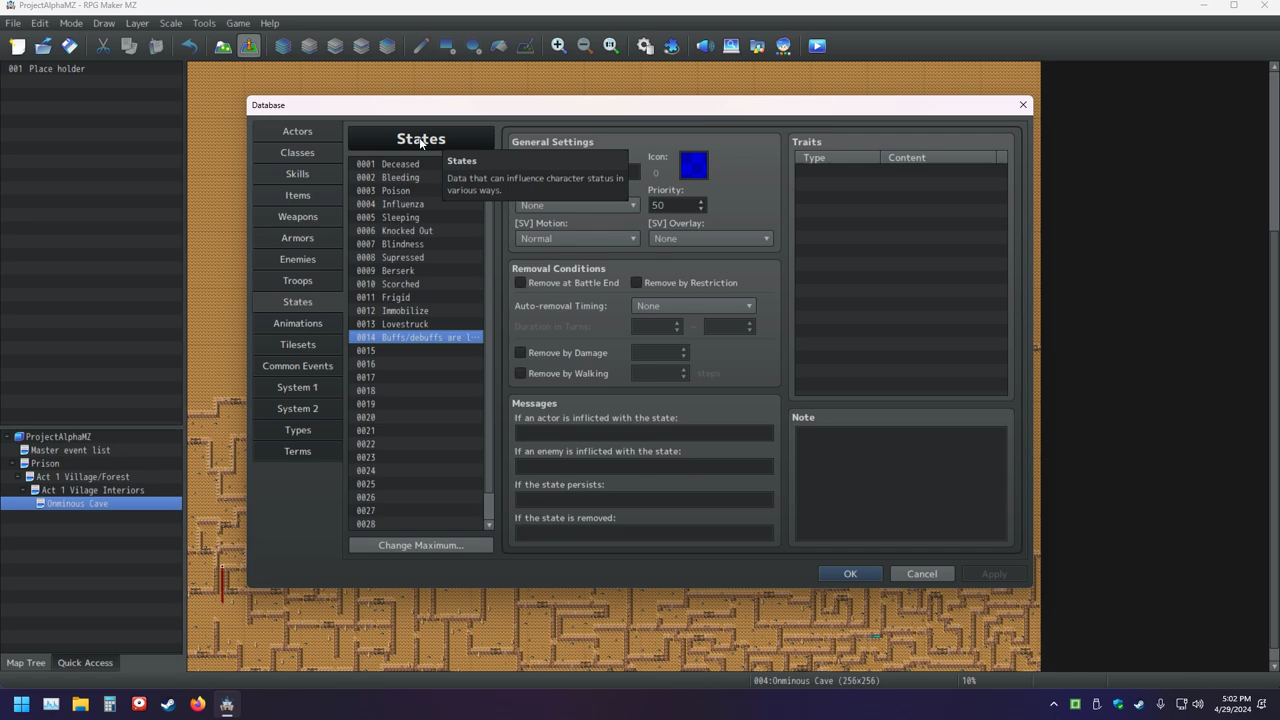 ProjectAlphaMZ - RPG Maker MZ
File Edit Mode Draw Layer Scale Tools Game Help
001 Place holder
Database
Actors
Classes
Skills
Items
Weapons
Armors
Enemies
Troops
States
Animations
Tilesets
Common Events
System 1
System 2
Types
Terms
States
0001 Deceased
0002 Bleeding
0003 Poison
0004 Influenza
0005 Sleeping
0006 Knocked Out
0007 Blindness
0008 Supressed
0009 Berserk
0010 Scorched
0011 Frigid
0012 Immobilize
0013 Lovestruck
0014 Buffs/debuffs are l...
0015
0016
0017
0018
0019
0020
0021
0022
0023
0024
0025
0026
0027
0028
Change Maximum...
States
Data that can influence character status in
various ways.
General Settings
Icon:
0
Priority:
None
50
[SV] Motion:
[SV] Overlay:
Normal
None
Removal Conditions
Remove at Battle End
Remove by Restriction
Auto-removal Timing:
None
Duration in Turns:
~
Remove by Damage
Remove by Walking
steps
Messages
If an actor is inflicted with the state:
If an enemy is inflicted with the state:
If the state persists:
If the state is removed:
Traits
Type
Content
Note
OK
Cancel
Apply
ProjectAlphaMZ
Master event list
Prison
Act 1 Village/Forest
Act 1 Vilage Interiors
Onminous Cave
Map Tree
Quick Access
004:Onminous Cave (256x256)
10%
5:02 PM
4/29/2024